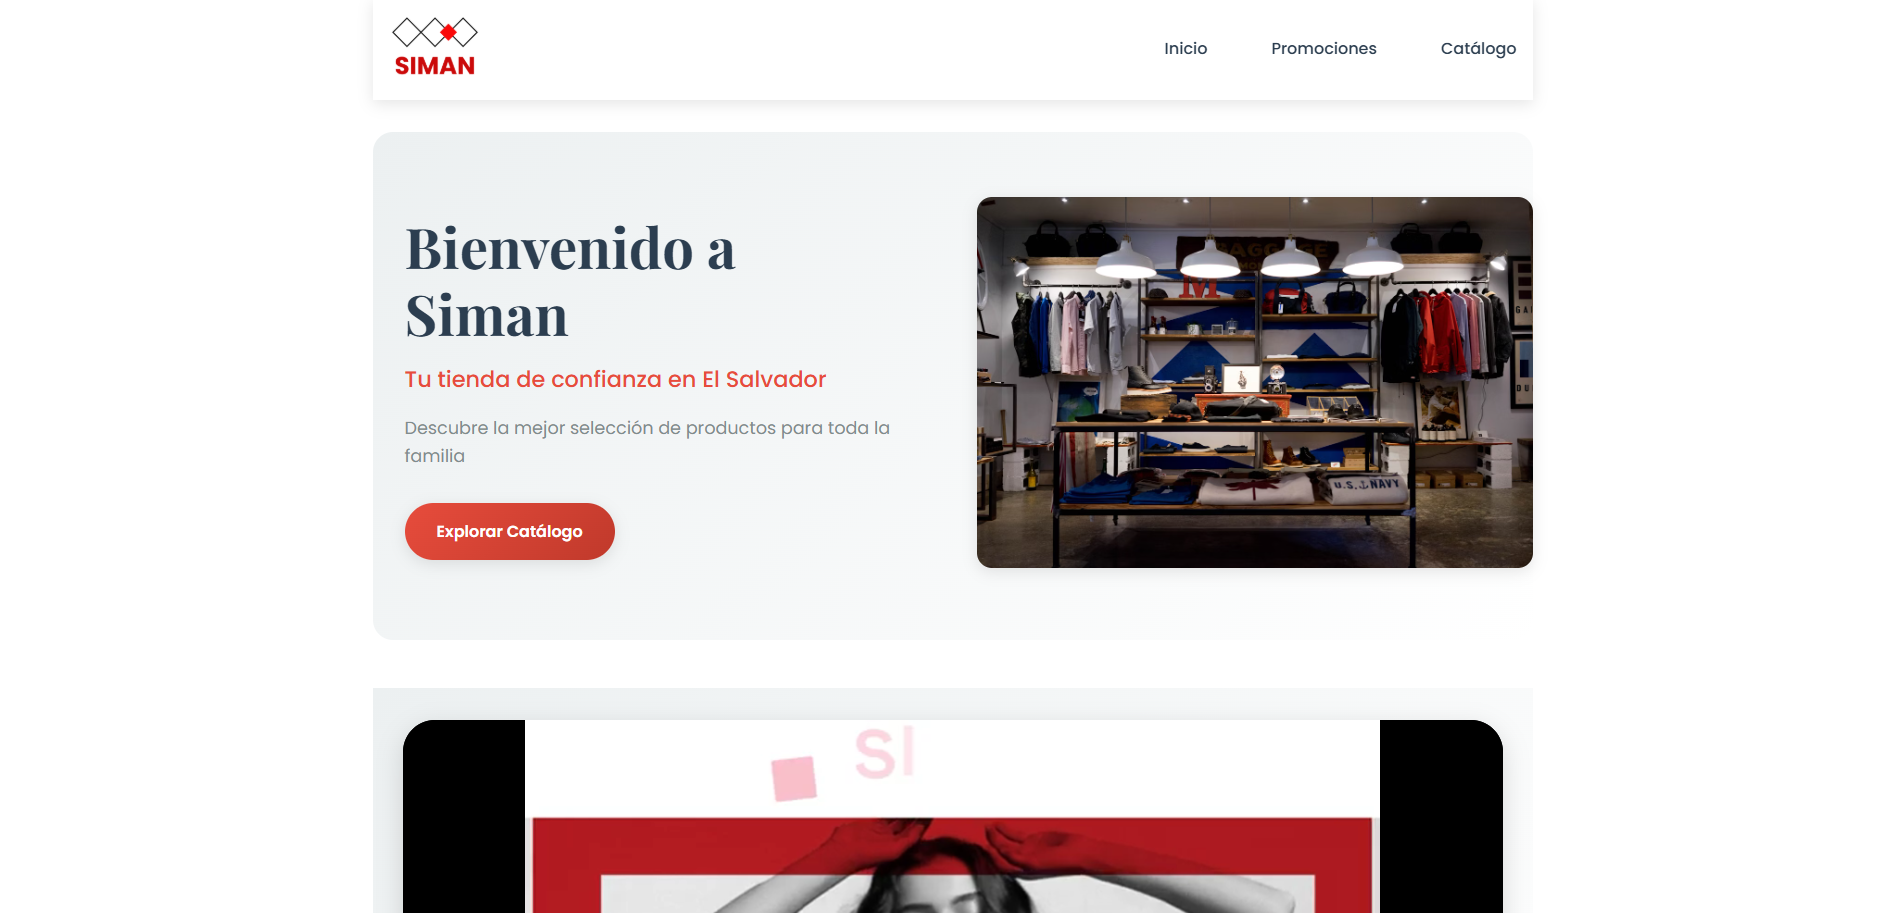 SIMAN
Inicio
Promociones
Catálogo
Bienvenido a
Siman
Tu tienda de confianza en El Salvador
Descubre la mejor selección de productos para toda la
familia
Explorar Catálogo
BAGGAGE
M
U.S. NAVY
SI